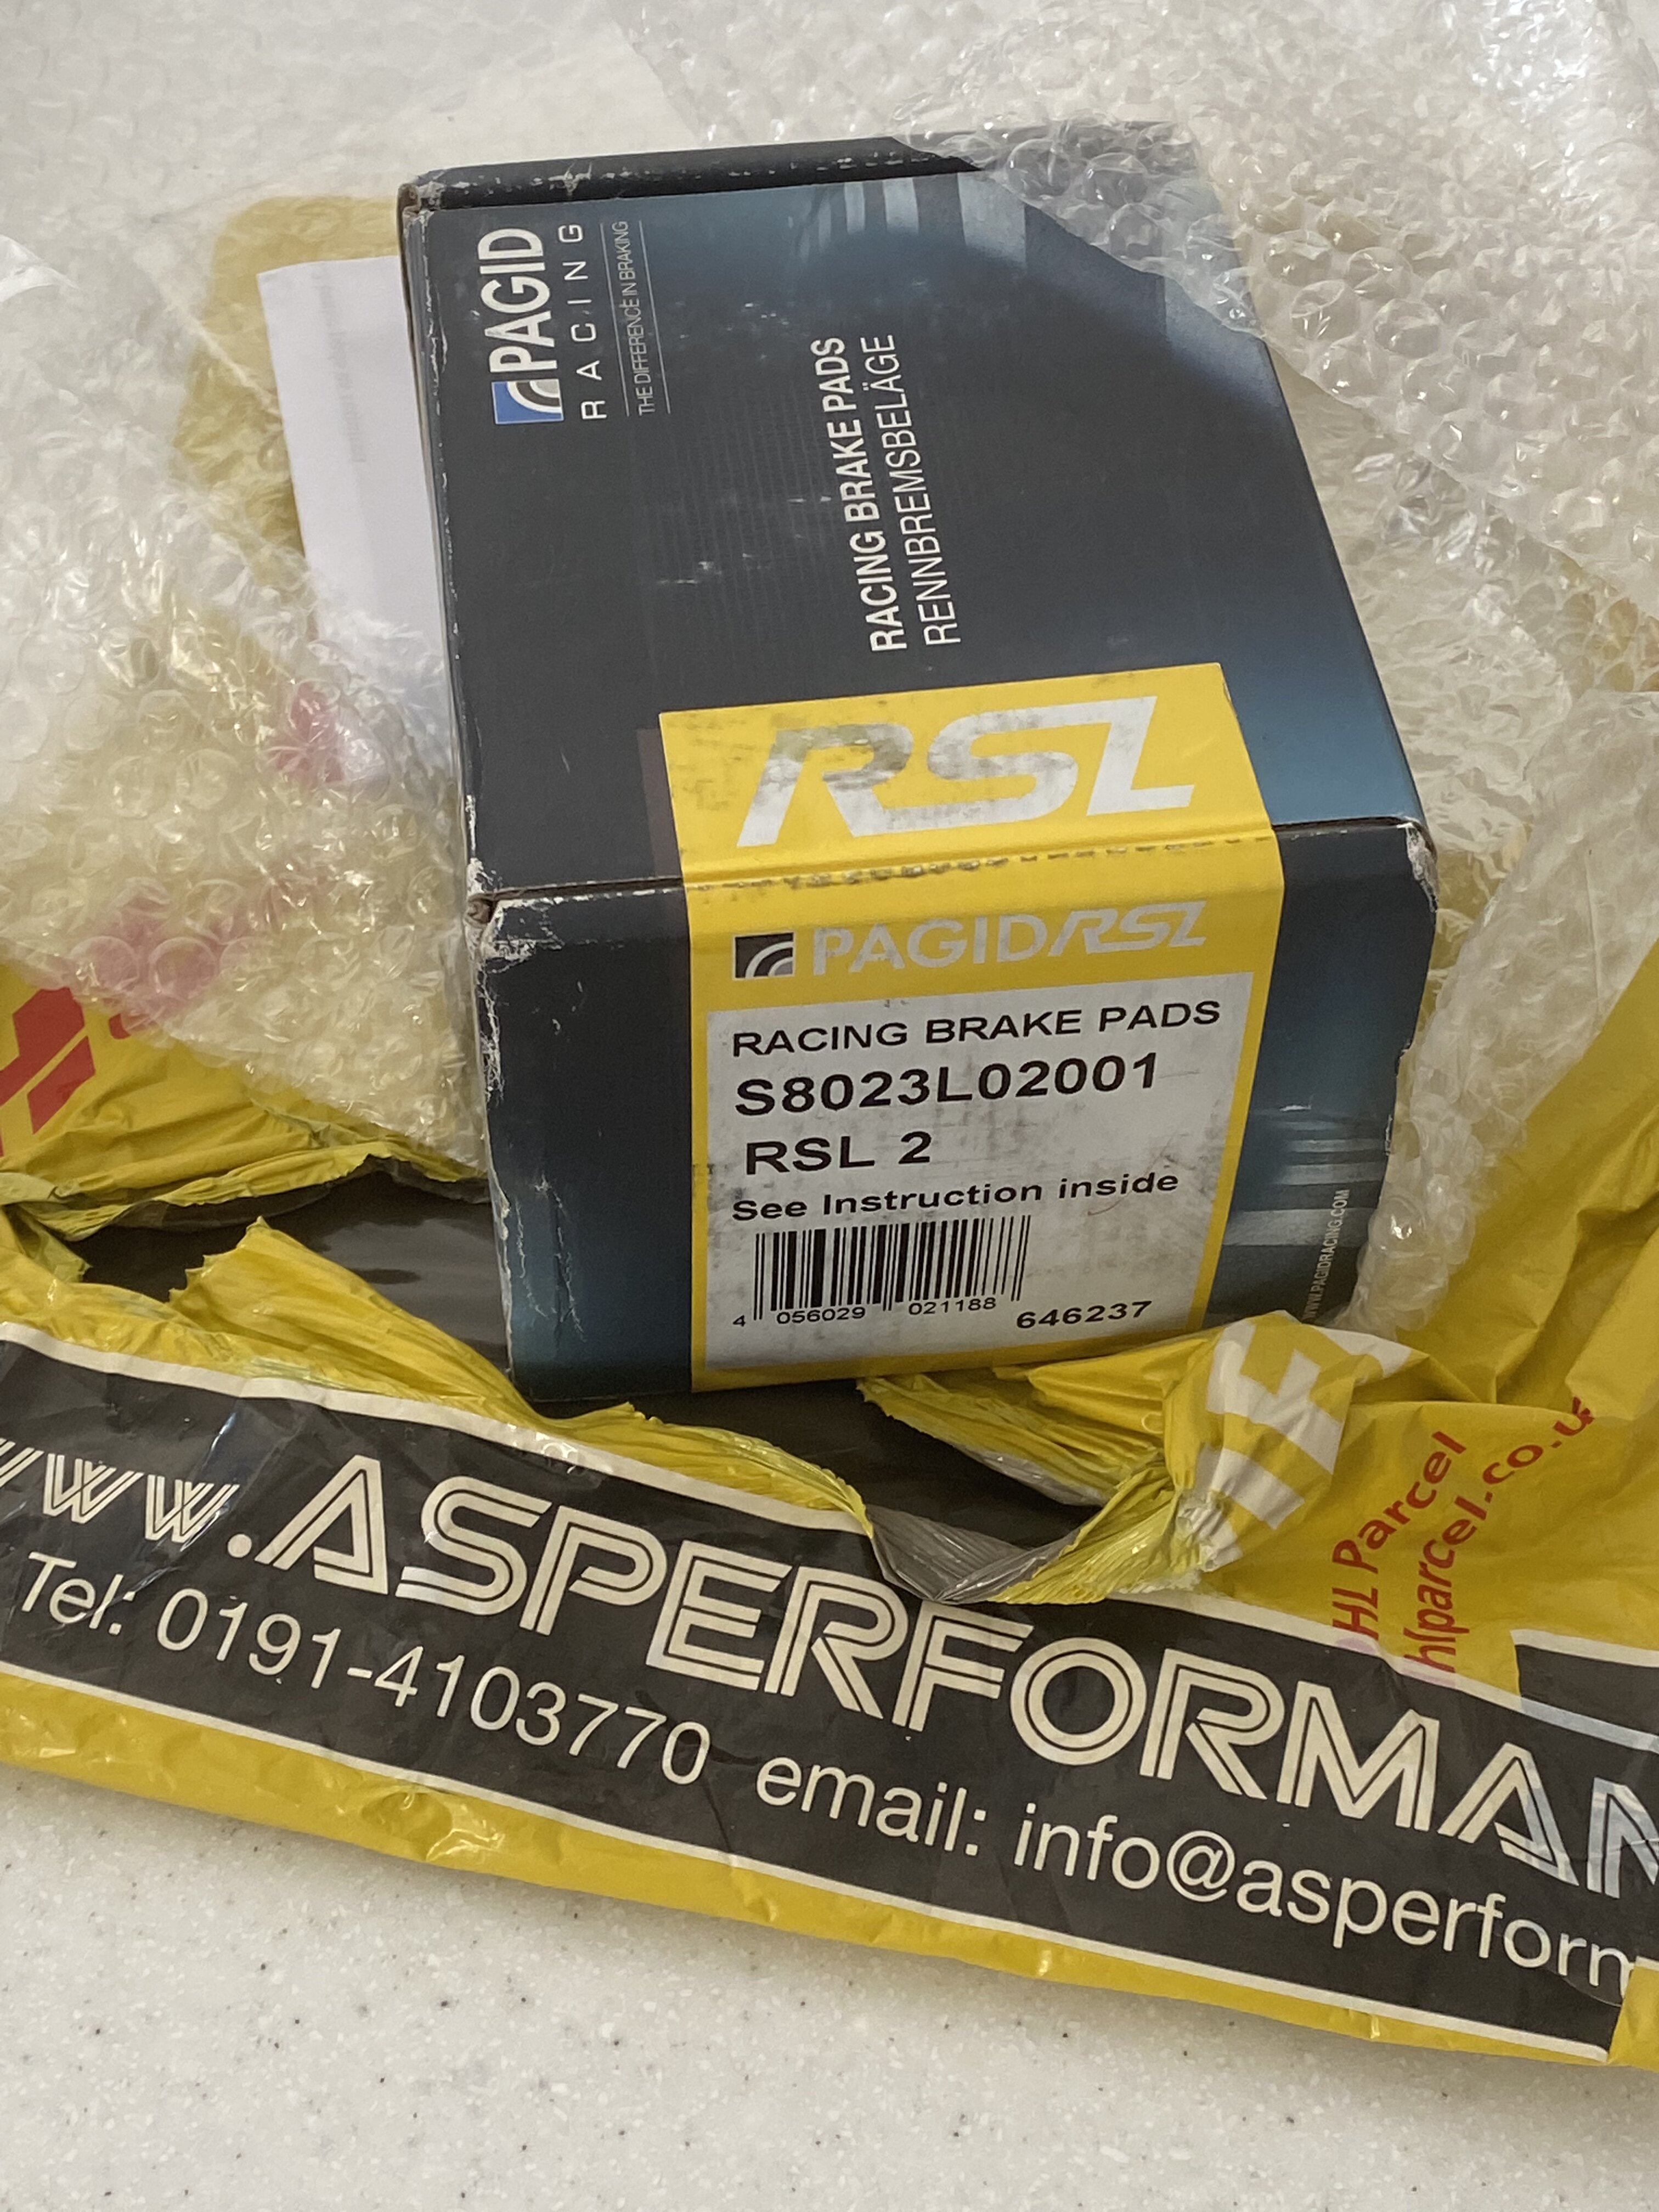 PAGID
RACING
THE DIFFERENCE IN BRAKING
RACING BRAKE PADS
RENNBREMSBELÄGE
RSL
PAGID RSL
RACING BRAKE PADS
S8023L02001
RSL 2
See Instruction inside
4 056029 021188
646237
WWW.PAGIDRACING.COM
HL Parcel
hlparcel.co.u
www.ASPERFORMAN
Tel: 0191-4103770 email: info@asperform